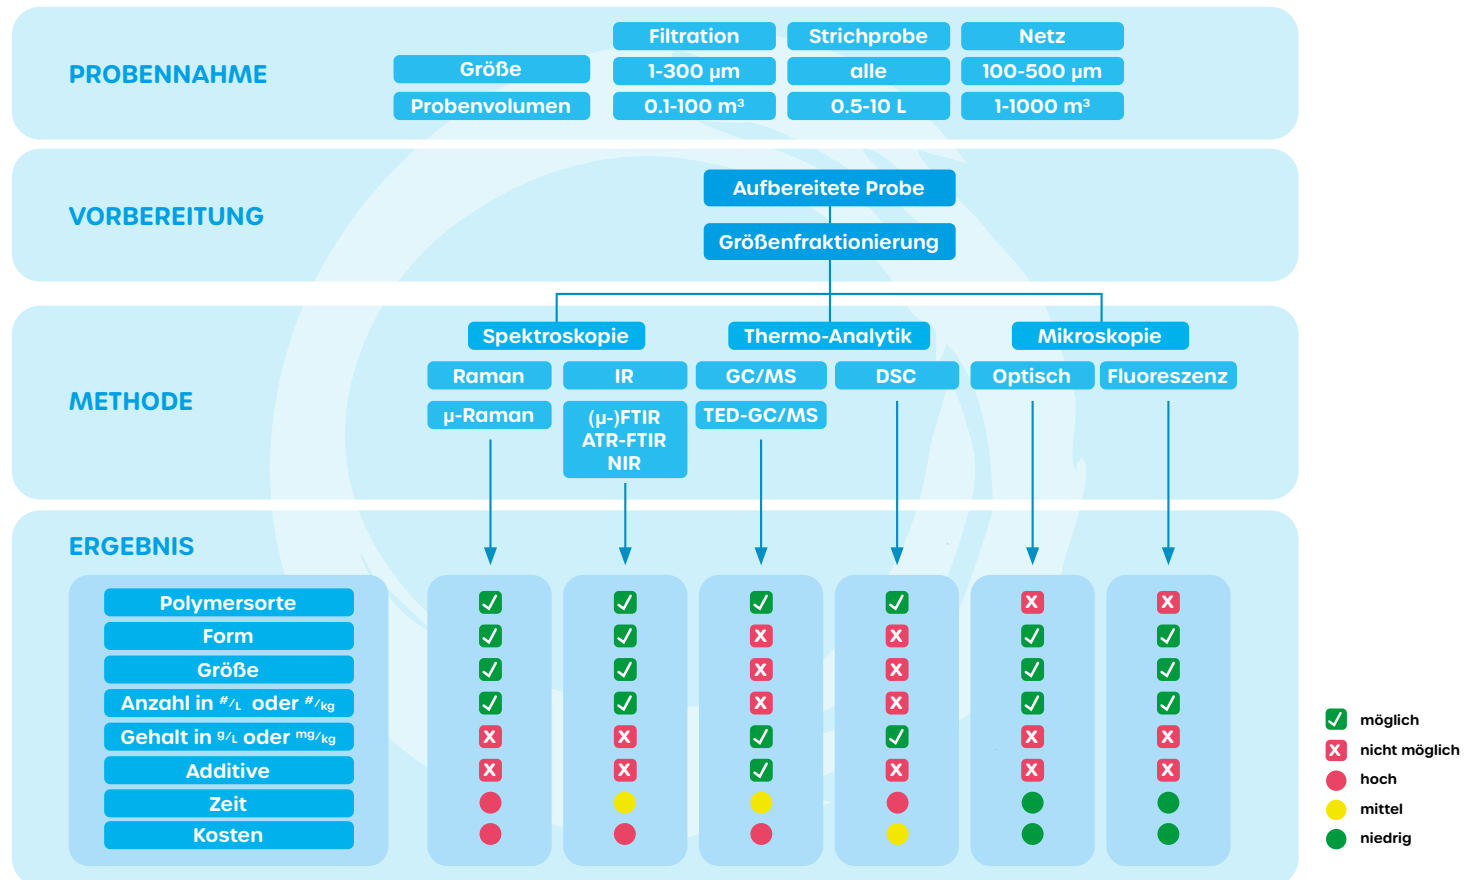 PROBENNAHME
Filtration Strichprobe Netz
Größe 1-300 µm alle 100-500 µm
Probenvolumen 0.1-100 m³ 0.5-10 L 1-1000 m³
VORBEREITUNG
Aufbereitete Probe
Größenfraktionierung
METHODE
Spektroskopie Thermo-Analytik Mikroskopie
Raman IR GC/MS DSC Optisch Fluoreszenz
µ-Raman (µ-)FTIR TED-GC/MS
ATR-FTIR
NIR
ERGEBNIS
Polymersorte
Form
Größe
Anzahl in #/L oder #/kg
Gehalt in g/L oder mg/kg
Additive
Zeit
Kosten
möglich
nicht möglich
hoch
mittel
niedrig